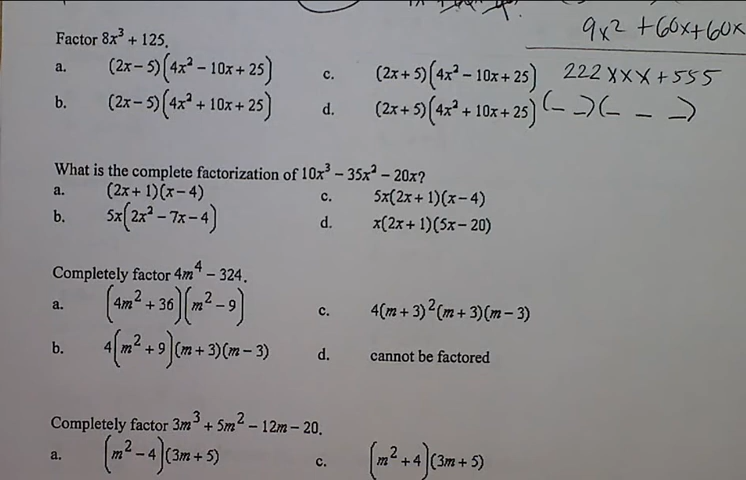 9x² + 60x + 60x
Factor 8x³ + 125.
a. (2x – 5)(4x² – 10x + 25) c. (2x + 5)(4x² – 10x + 25) 222xxx + 555
b. (2x – 5)(4x² + 10x + 25) d. (2x + 5)(4x² + 10x + 25) (_ _)(_ _ _)
What is the complete factorization of 10x³ – 35x² – 20x?
a. (2x + 1)(x – 4) c. 5x(2x + 1)(x – 4)
b. 5x(2x² – 7x – 4) d. x(2x + 1)(5x – 20)
Completely factor 4m⁴ – 324.
a. (4m² + 36)(m² – 9) c. 4(m + 3)²(m + 3)(m – 3)
b. 4(m² + 9)(m + 3)(m – 3) d. cannot be factored
Completely factor 3m³ + 5m² – 12m – 20.
a. (m² – 4)(3m + 5) c. (m² + 4)(3m + 5)